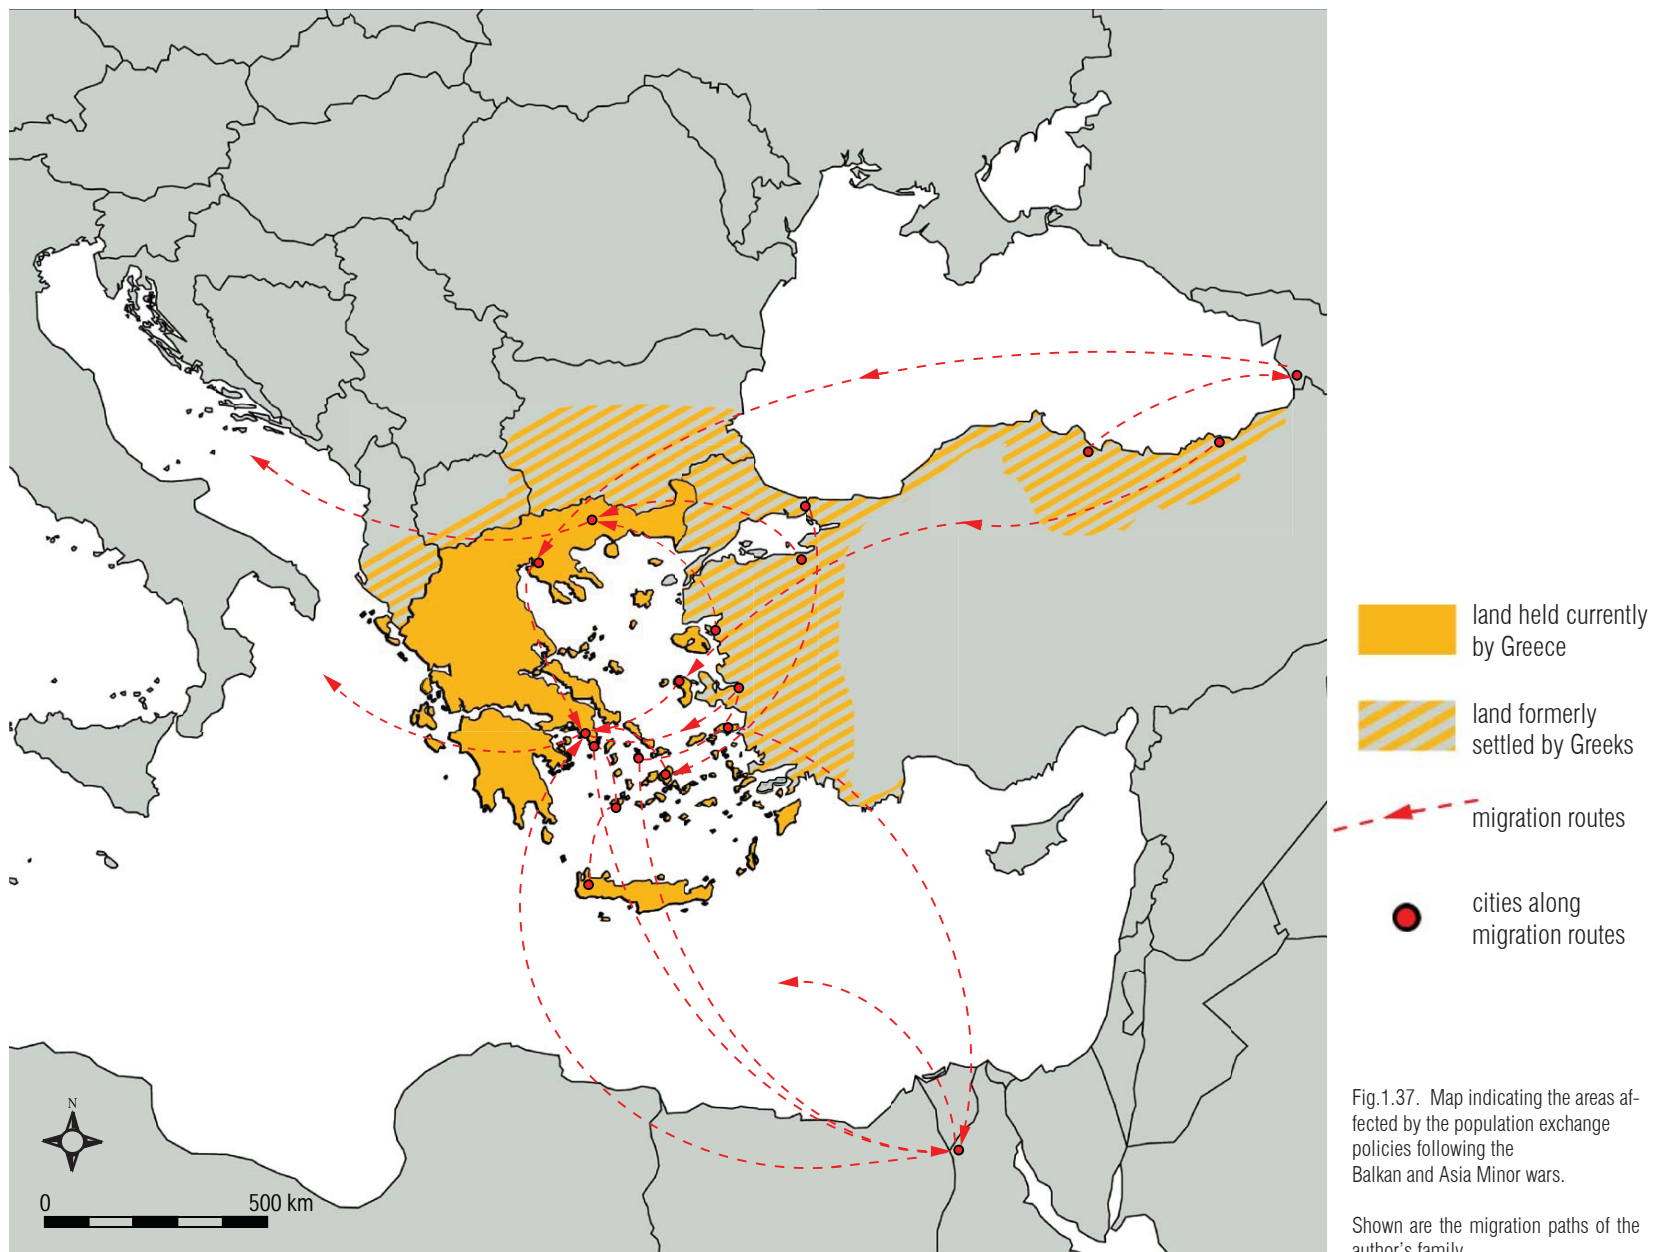 land held currently
by Greece
land formerly
settled by Greeks
migration routes
cities along
migration routes
N
0 500 km
Fig.1.37. Map indicating the areas af-
fected by the population exchange
policies following the
Balkan and Asia Minor wars.
Shown are the migration paths of the
author's family